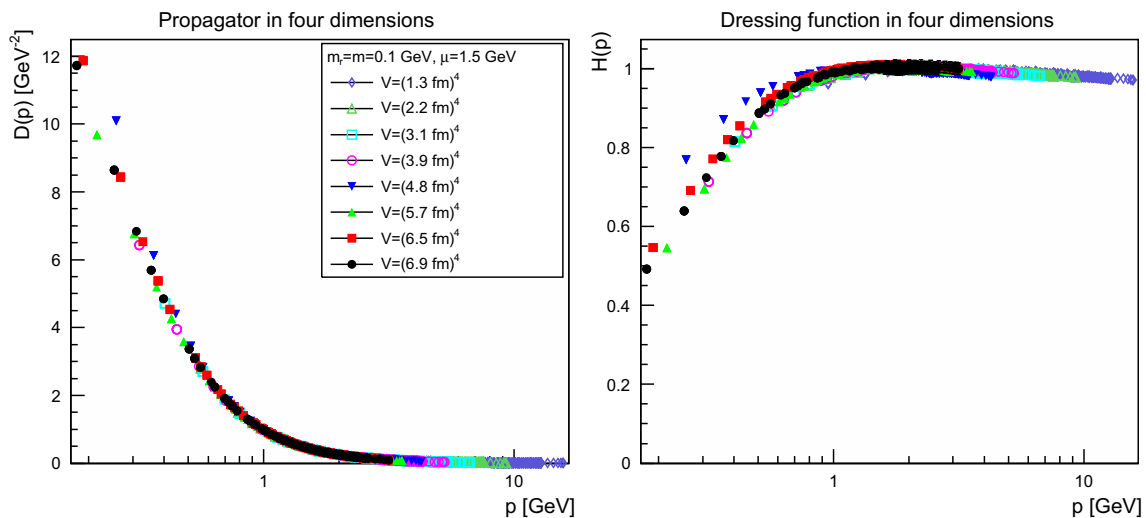 Propagator in four dimensions
D(p) [GeV⁻²]
12
10
8
6
4
2
0
1
10
p [GeV]
mᵣ=m=0.1 GeV, μ=1.5 GeV
V=(1.3 fm)⁴
V=(2.2 fm)⁴
V=(3.1 fm)⁴
V=(3.9 fm)⁴
V=(4.8 fm)⁴
V=(5.7 fm)⁴
V=(6.5 fm)⁴
V=(6.9 fm)⁴
Dressing function in four dimensions
H(p)
1
0.8
0.6
0.4
0.2
0
1
10
p [GeV]